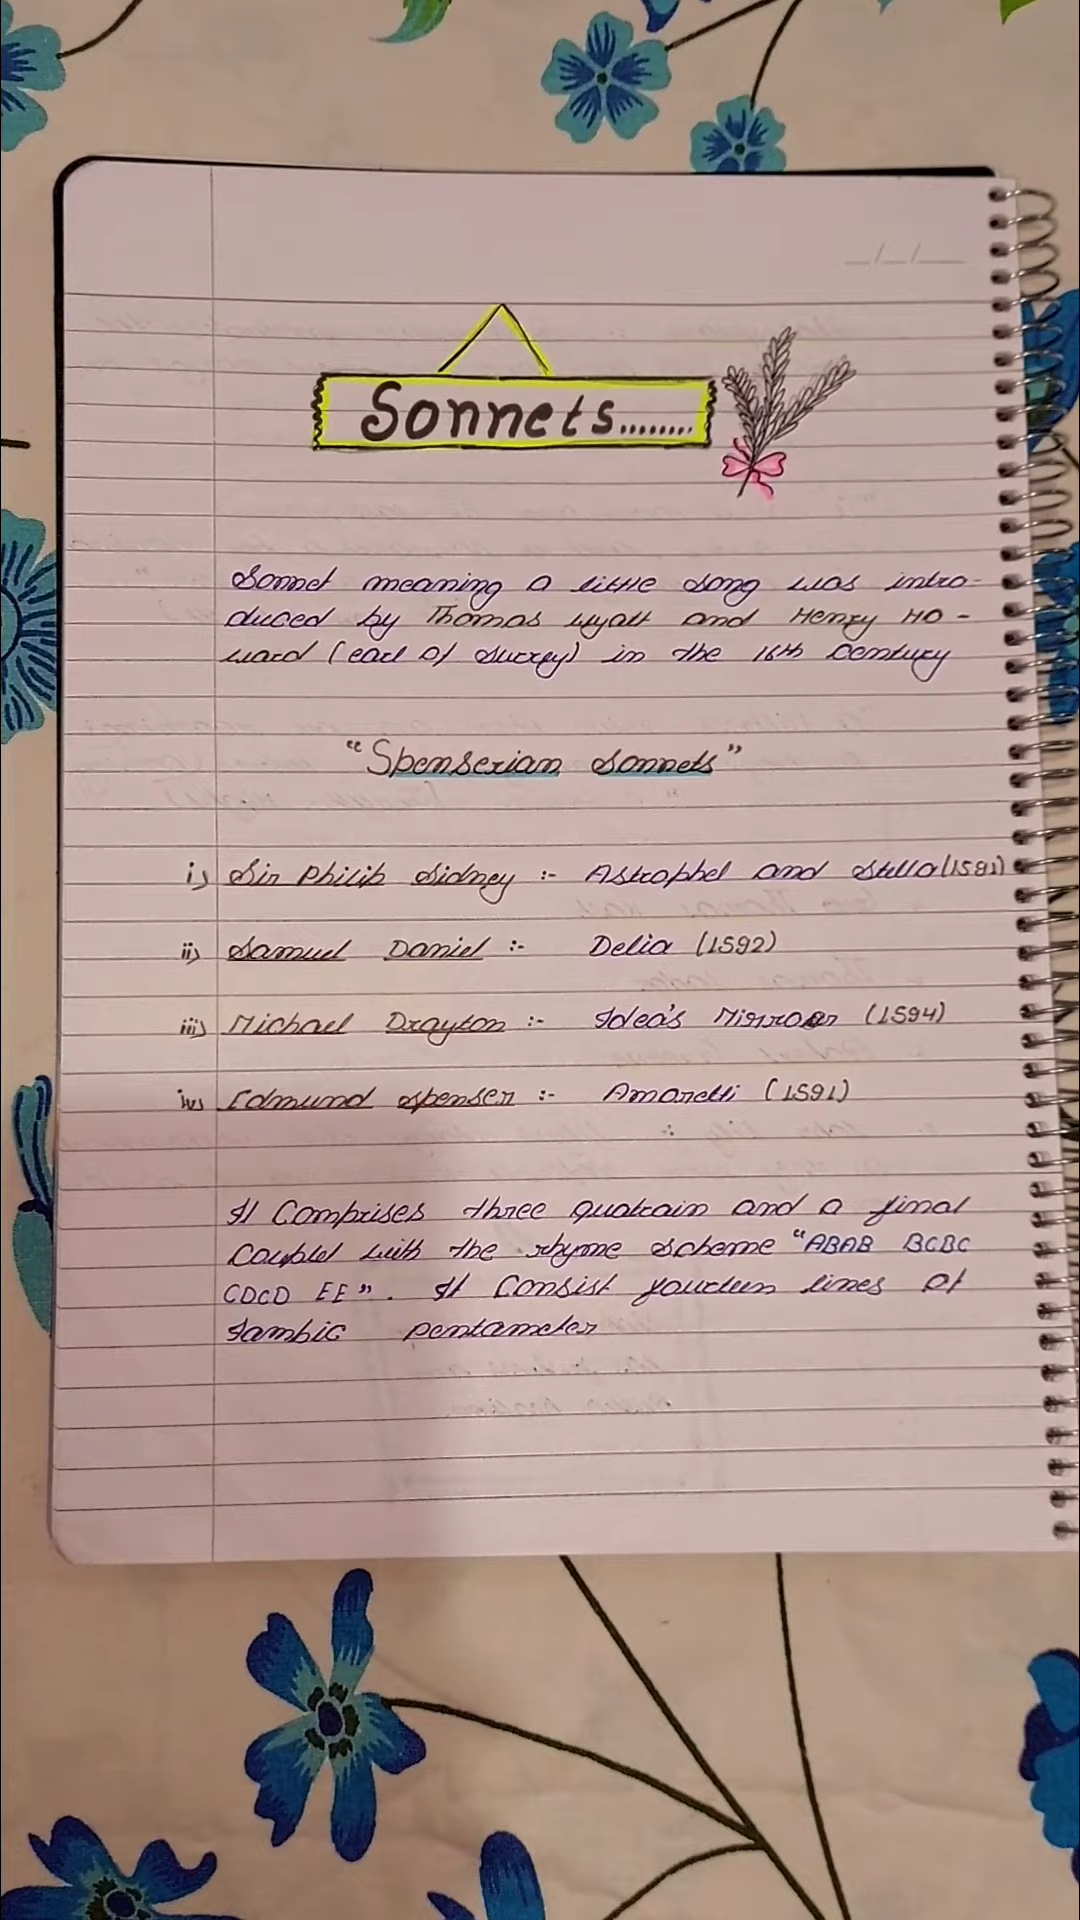 Sonnets........
Sonnet meaning a little song was intro-
duced by Thomas Wyatt and Henry Ho-
ward (earl of Surrey) in the 16th Century
"Spenserian Sonnets"
i) Sir Philip Sidney :- Astrophel and Stella (1591)
ii) Samuel Daniel :- Delia (1592)
iii) Michael Drayton :- Idea's Mirroar (1594)
iv) Edmund Spenser :- Amoretti (1591)
It Comprises three quatrain and a final
Couplet with the rhyme scheme "ABAB BCBC
CDCD EE". It Consist fourteen lines of
Iambic pentameter